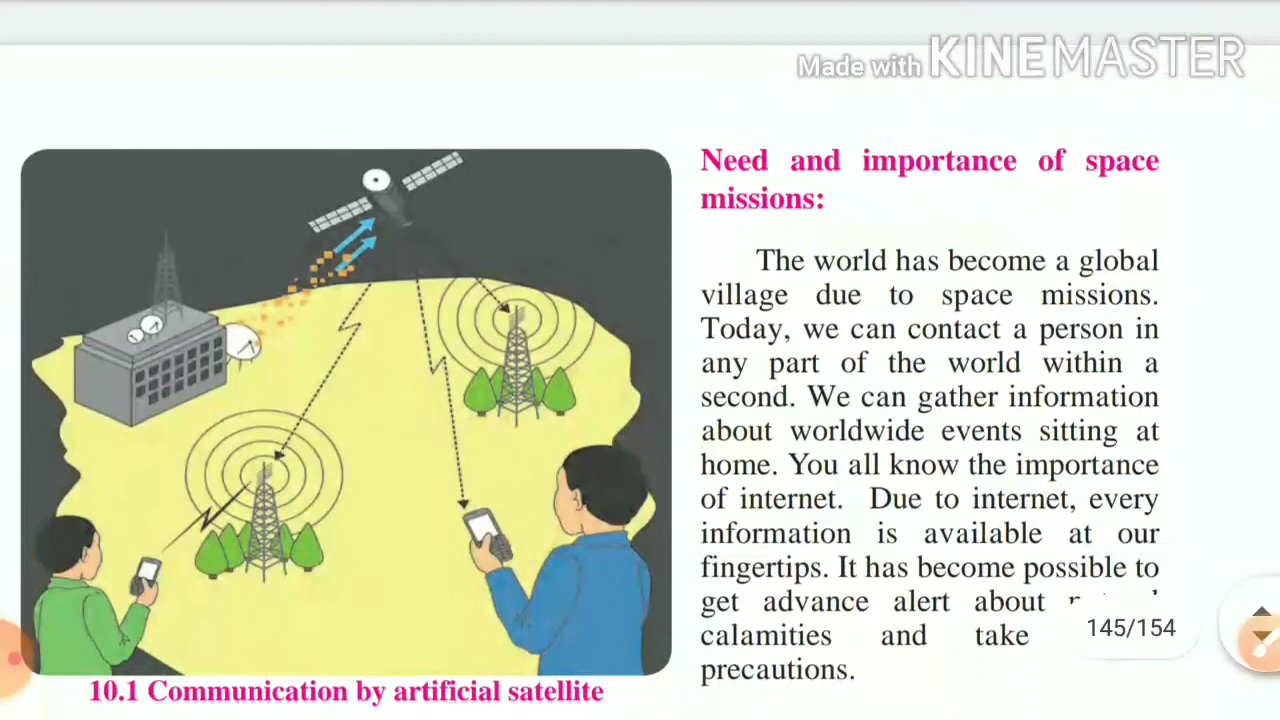 Made with KINEMASTER
Need and importance of space
missions:
The world has become a global
village due to space missions.
Today, we can contact a person in
any part of the world within a
second. We can gather information
about worldwide events sitting at
home. You all know the importance
of internet. Due to internet, every
information is available at our
fingertips. It has become possible to
get advance alert about
calamities and take
precautions.
145/154
10.1 Communication by artificial satellite